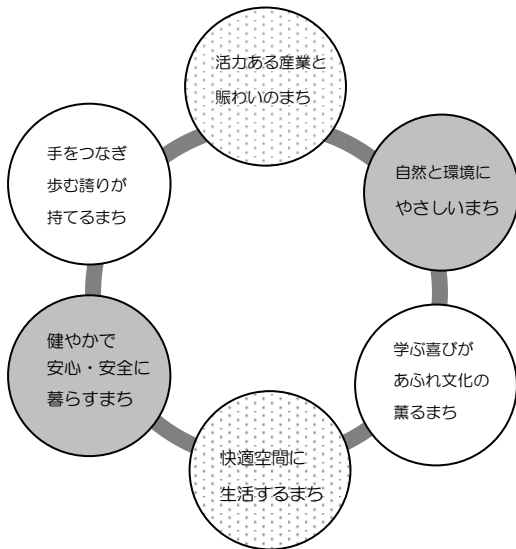 活力ある産業と
賑わいのまち
自然と環境に
やさしいまち
学ぶ喜びが
あふれ文化の
薫るまち
快適空間に
生活するまち
健やかで
安心・安全に
暮らすまち
手をつなぎ
歩む誇りが
持てるまち